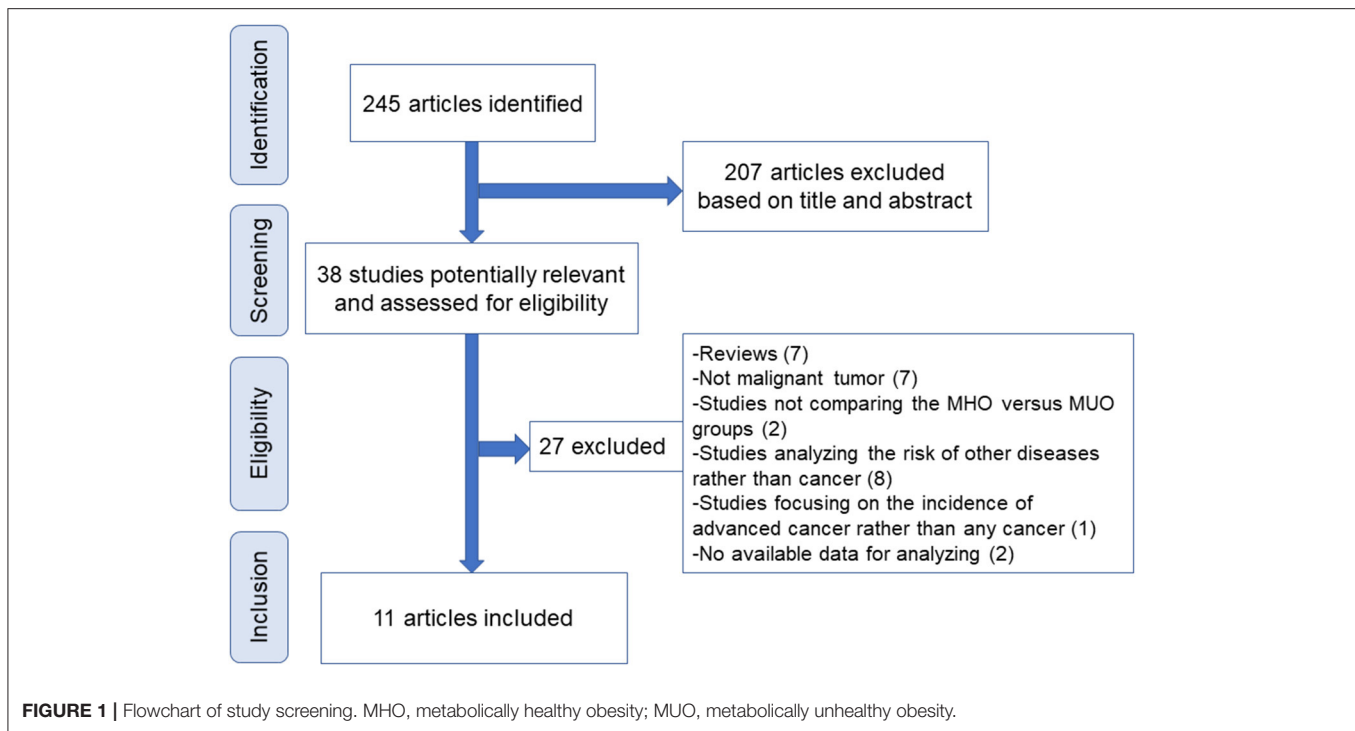 Identification
245 articles identified
207 articles excluded
based on title and abstract
Screening
38 studies potentially relevant
and assessed for eligibility
Eligibility
27 excluded
-Reviews (7)
-Not malignant tumor (7)
-Studies not comparing the MHO versus MUO
groups (2)
-Studies analyzing the risk of other diseases
rather than cancer (8)
-Studies focusing on the incidence of
advanced cancer rather than any cancer (1)
-No available data for analyzing (2)
Inclusion
11 articles included
FIGURE 1 | Flowchart of study screening. MHO, metabolically healthy obesity; MUO, metabolically unhealthy obesity.